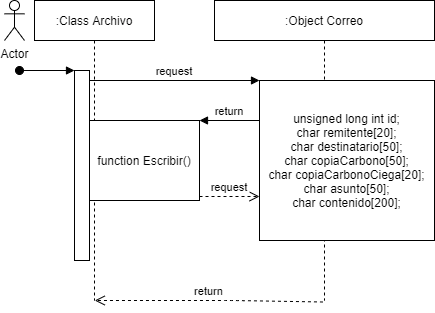 :Class Archivo
:Object Correo
Actor
request
return
unsigned long int id;
char remitente[20];
char destinatario[50];
char copiaCarbono[50];
char copiaCarbonoCiega[20];
char asunto[50];
char contenido[200];
function Escribir()
request
return